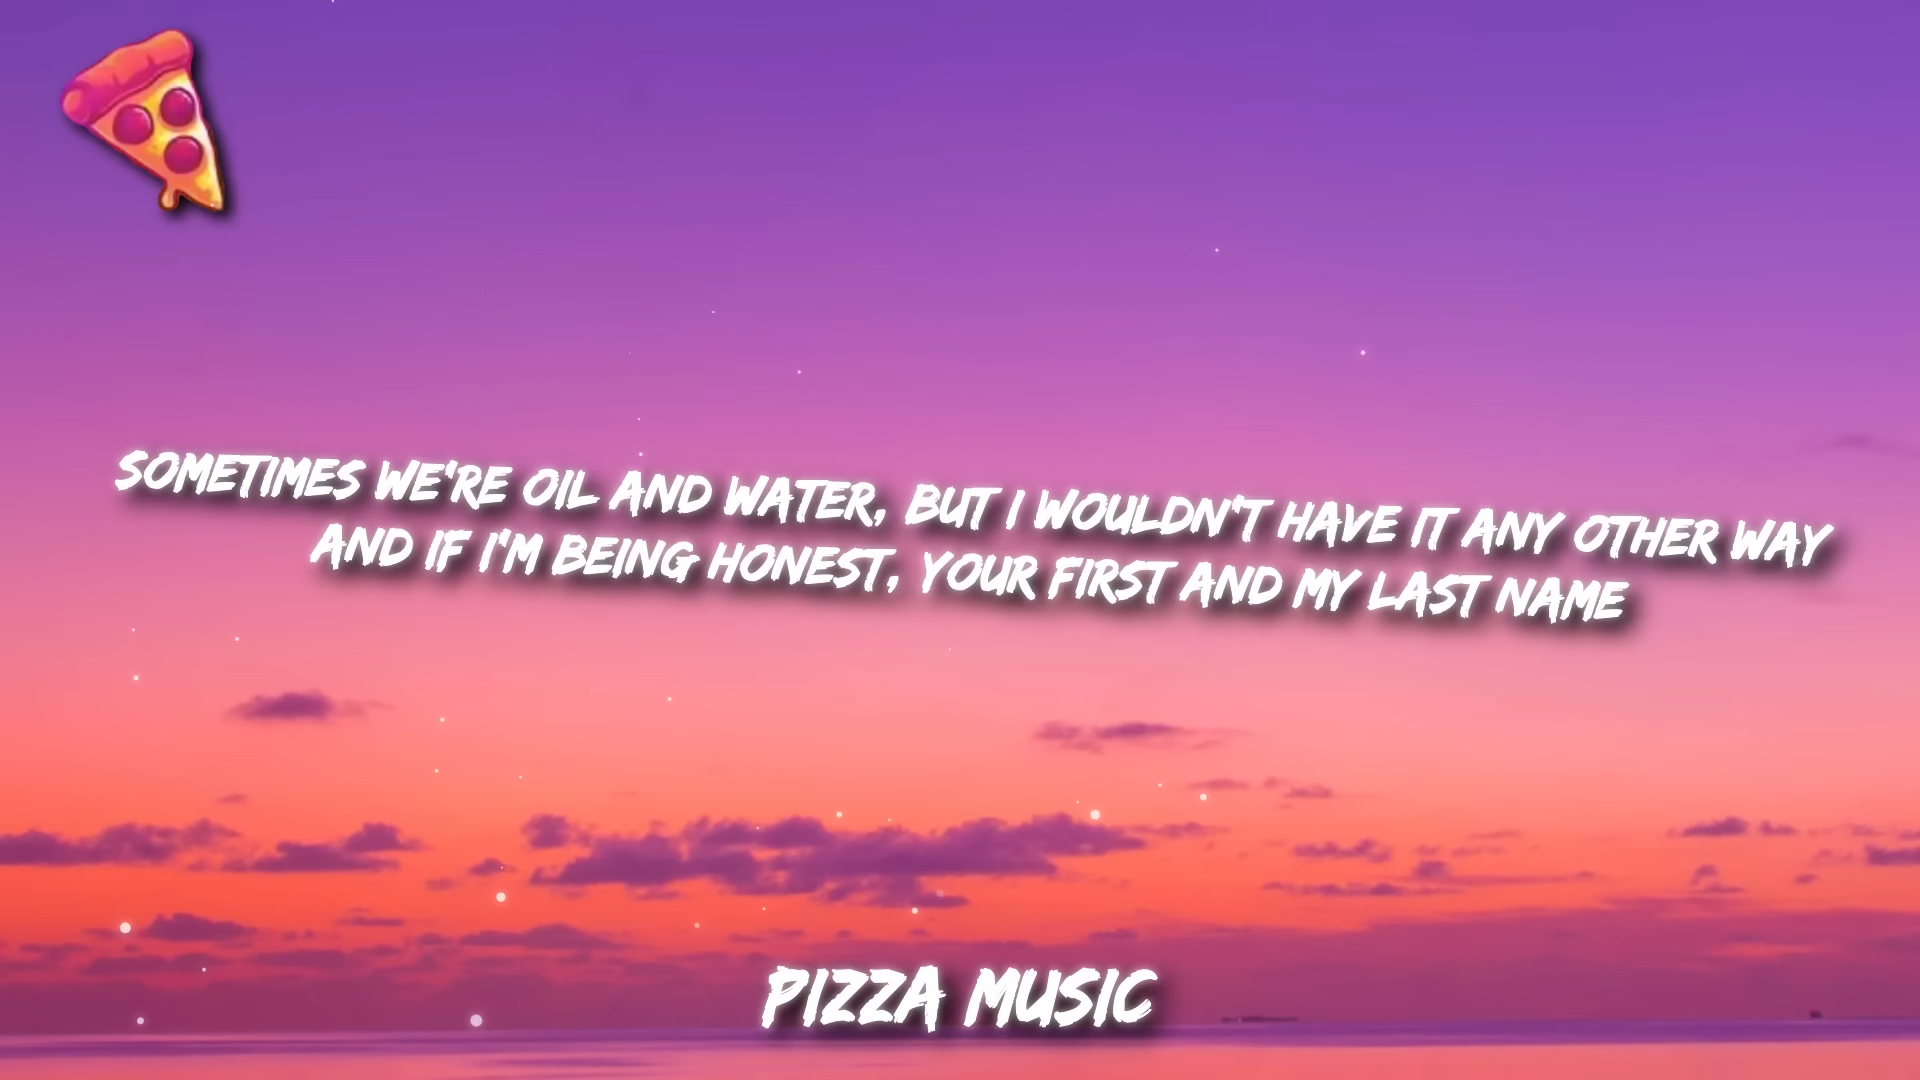 SOMETIMES WE'RE OIL AND WATER, BUT I WOULDN'T HAVE IT ANY OTHER WAY
AND IF I'M BEING HONEST, YOUR FIRST AND MY LAST NAME
PIZZA MUSIC